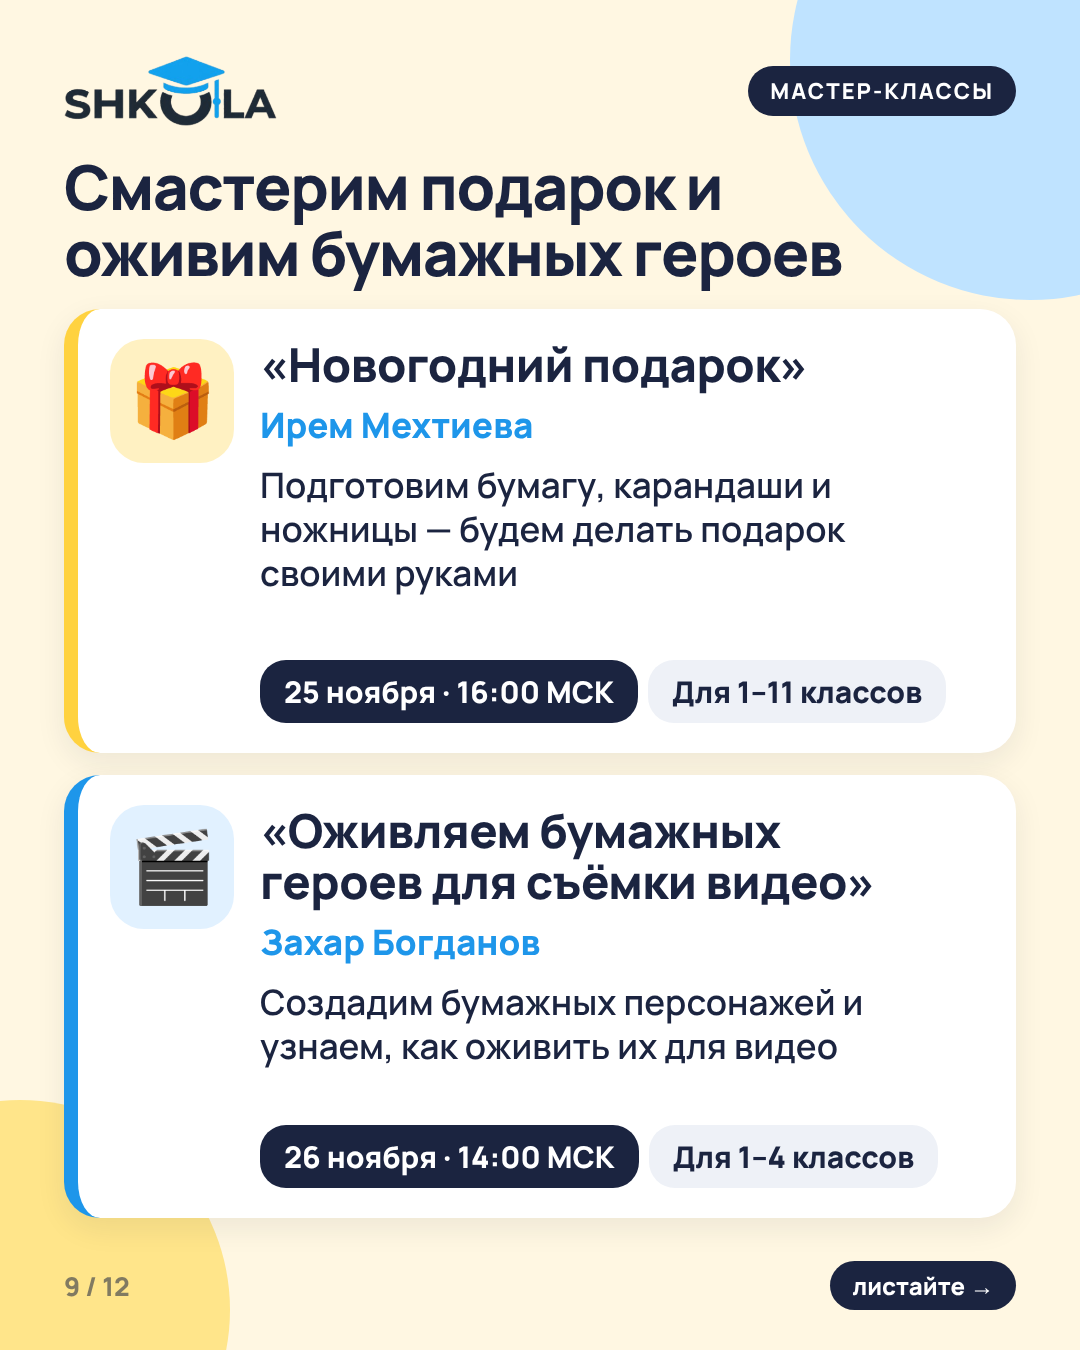 SHKOLA
МАСТЕР-КЛАССЫ
Смастерим подарок и
оживим бумажных героев
«Новогодний подарок»
Ирем Мехтиева
Подготовим бумагу, карандаши и
ножницы — будем делать подарок
своими руками
25 ноября · 16:00 МСК
Для 1–11 классов
«Оживляем бумажных
героев для съёмки видео»
Захар Богданов
Создадим бумажных персонажей и
узнаем, как оживить их для видео
26 ноября · 14:00 МСК
Для 1–4 классов
9 / 12
листайте →